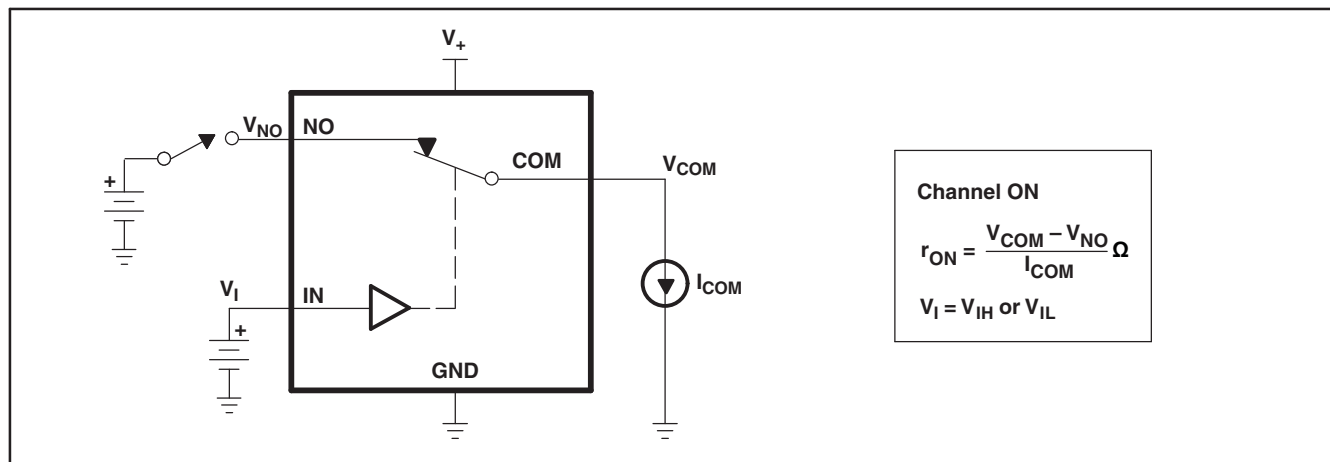 V+
VNO NO
COM
VCOM
+
VI IN
ICOM
+
GND
Channel ON
rON = VCOM – VNO / ICOM Ω
VI = VIH or VIL